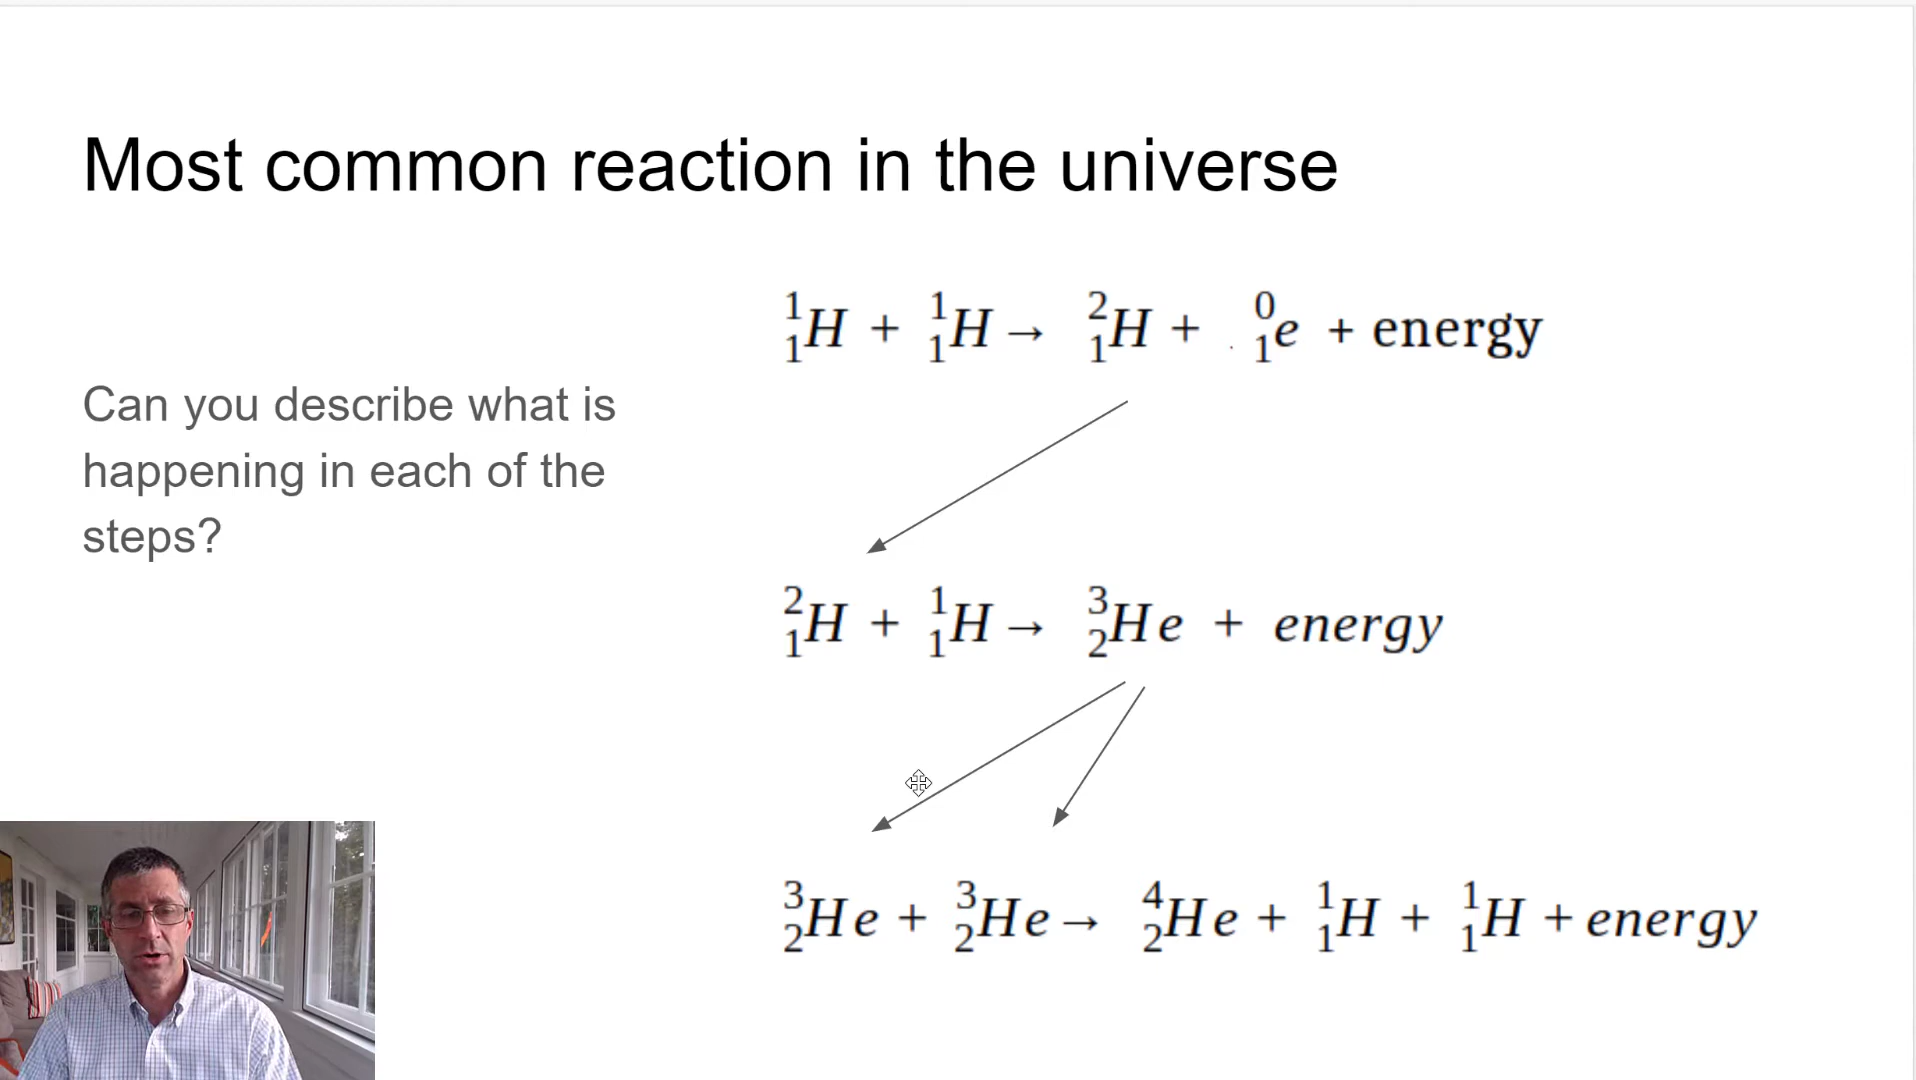 Most common reaction in the universe
Can you describe what is
happening in each of the
steps?
¹₁H + ¹₁H → ²₁H + ⁰₁e + energy
²₁H + ¹₁H → ³₂He + energy
³₂He + ³₂He → ⁴₂He + ¹₁H + ¹₁H + energy